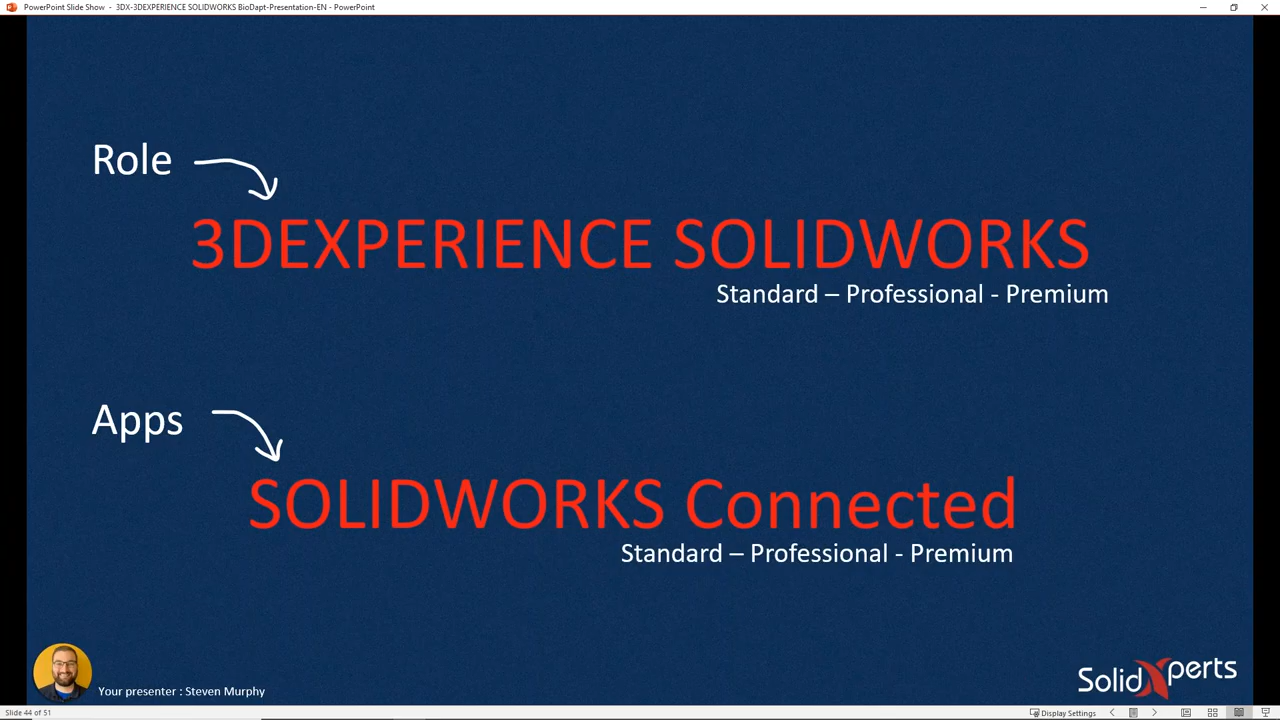 PowerPoint Slide Show - 3DX-3DEXPERIENCE SOLIDWORKS BioDapt-Presentation-EN - PowerPoint
Role
3DEXPERIENCE SOLIDWORKS
Standard – Professional - Premium
Apps
SOLIDWORKS Connected
Standard – Professional - Premium
Your presenter : Steven Murphy
SolidXperts
Slide 44 of 51
Display Settings